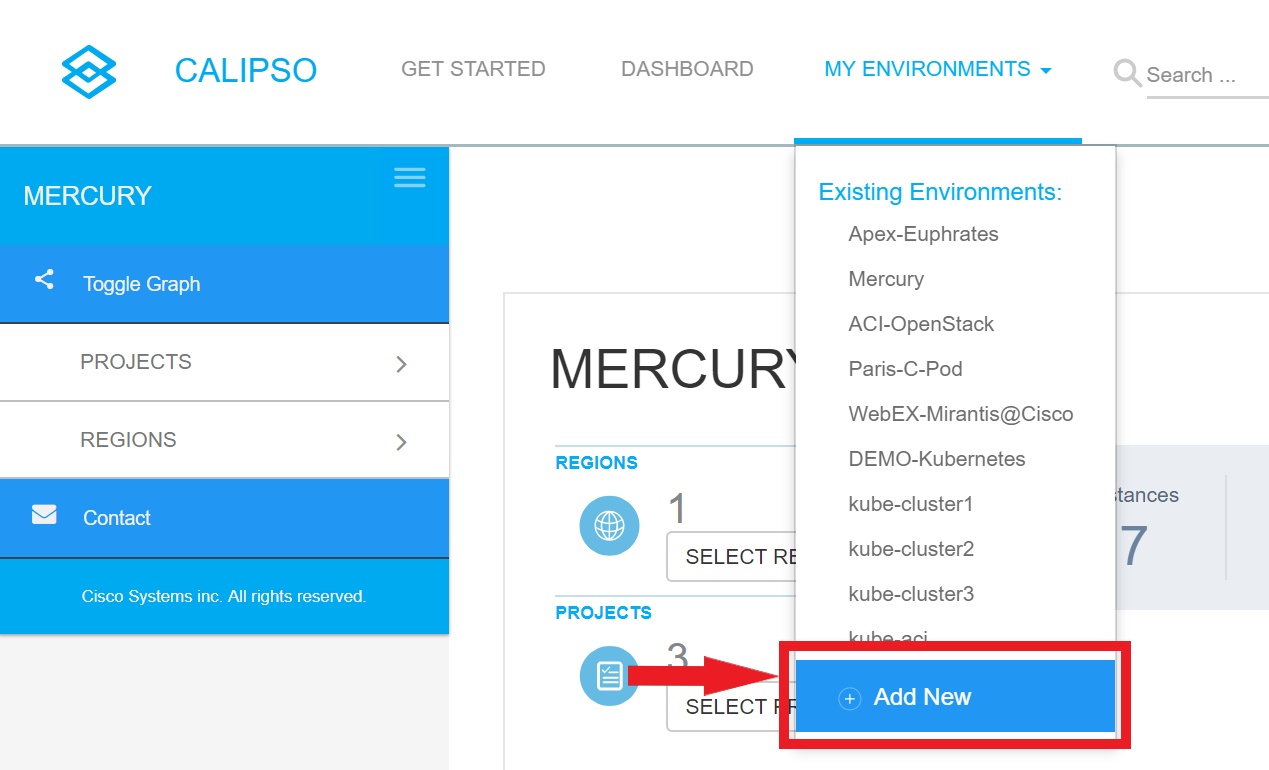 CALIPSO
GET STARTED
DASHBOARD
MY ENVIRONMENTS
Search ...
MERCURY
Toggle Graph
PROJECTS
REGIONS
Contact
Cisco Systems inc. All rights reserved.
Existing Environments:
Apex-Euphrates
Mercury
ACI-OpenStack
Paris-C-Pod
WebEX-Mirantis@Cisco
DEMO-Kubernetes
kube-cluster1
kube-cluster2
kube-cluster3
kube-aci
Add New
MERCURY
REGIONS
1
SELECT RE
PROJECTS
3
SELECT PR
stances
7